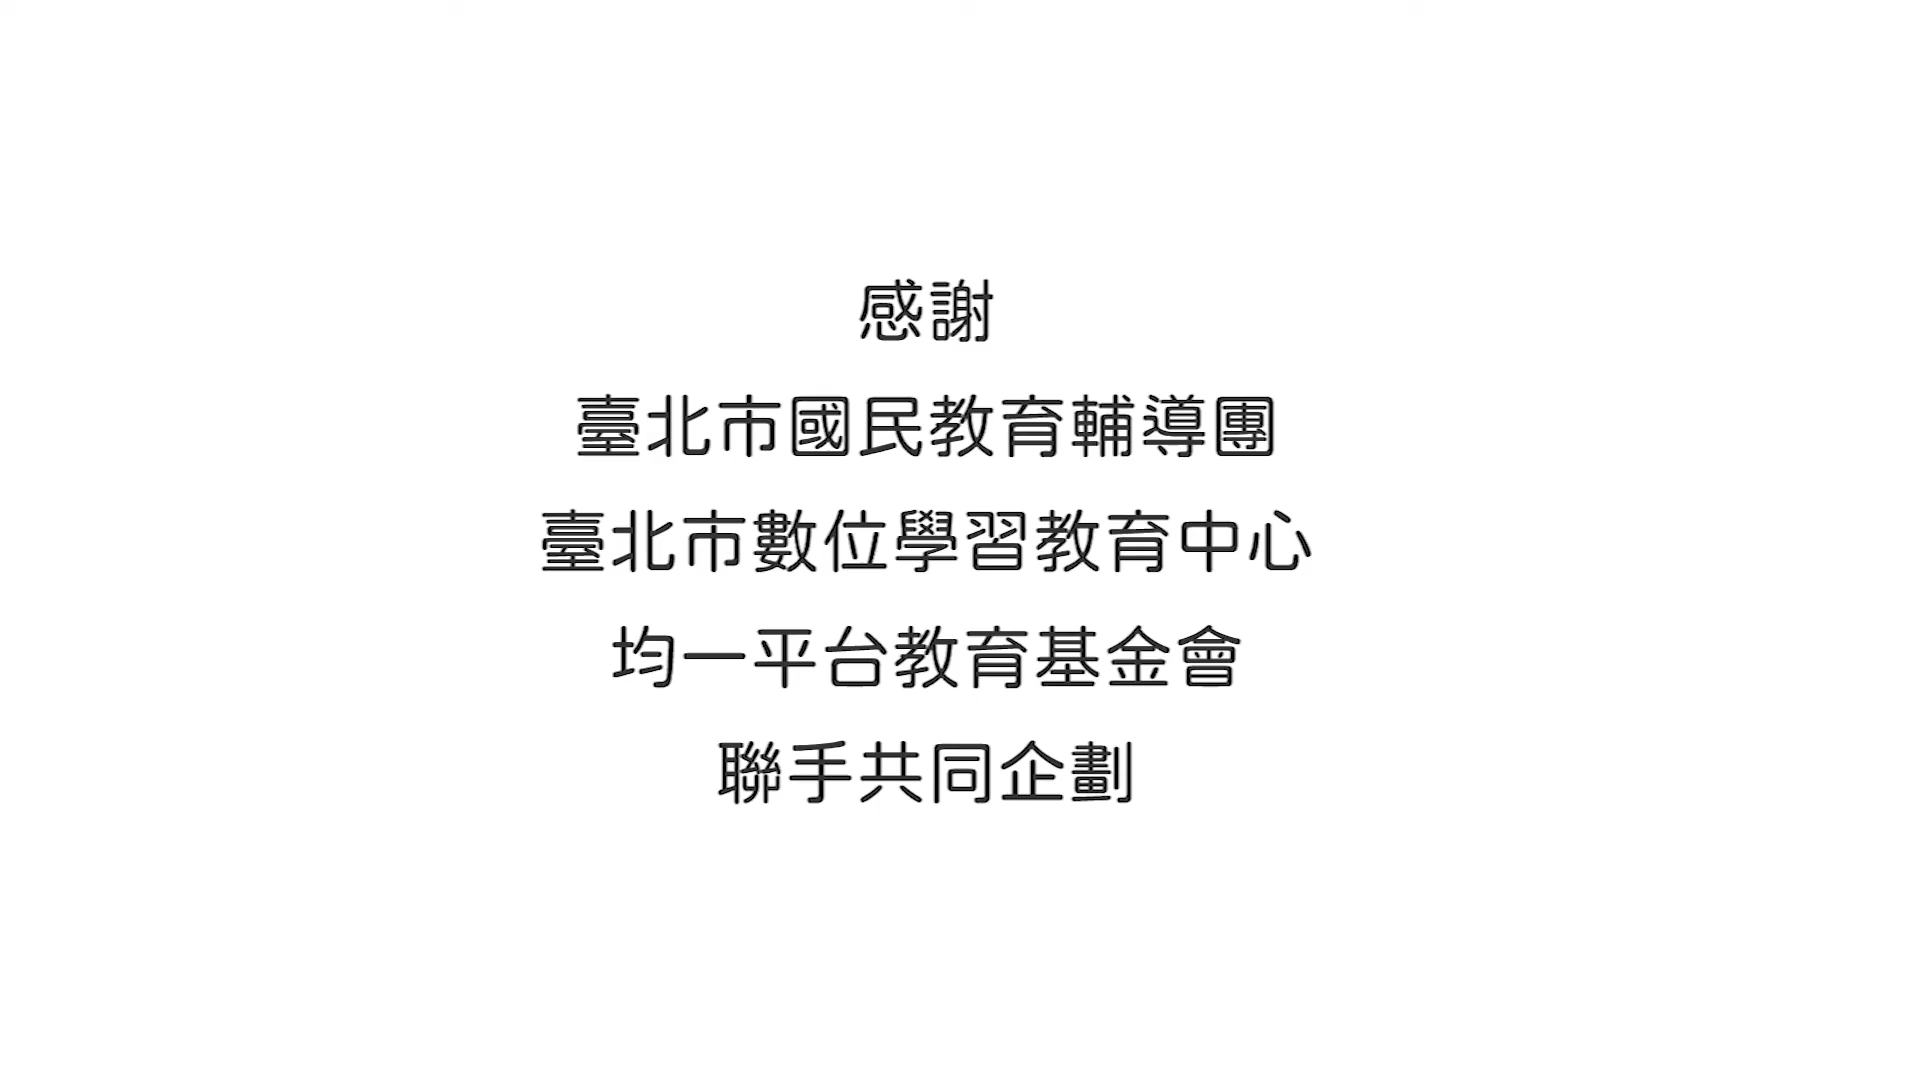 感謝
臺北市國民教育輔導團
臺北市數位學習教育中心
均一平台教育基金會
聯手共同企劃